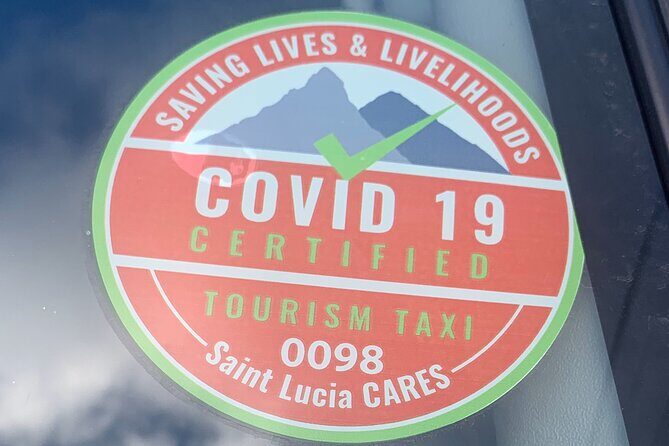 SAVING LIVES & LIVELIHOODS
COVID 19
CERTIFIED
TOURISM TAXI
0098
Saint Lucia CARES